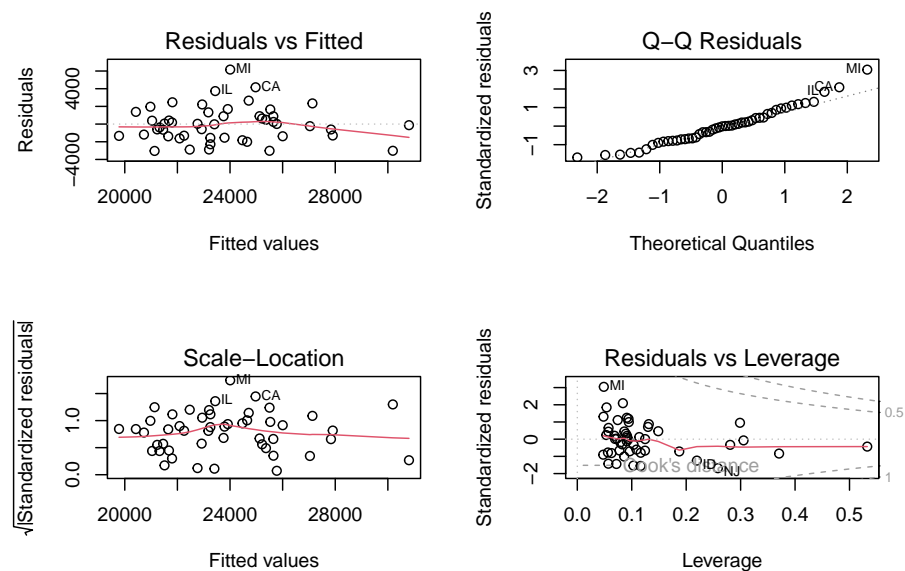 Residuals vs Fitted
Residuals
4000
−4000
MI
IL
CA
20000
24000
28000
Fitted values
Q−Q Residuals
Standardized residuals
3
1
−1
MI
CA
IL
−2
−1
0
1
2
Theoretical Quantiles
Scale−Location
√|Standardized residuals|
1.0
0.0
MI
CA
IL
20000
24000
28000
Fitted values
Residuals vs Leverage
Standardized residuals
2
0
−2
MI
0.5
1
Cook's distance
ID
NJ
0.0
0.1
0.2
0.3
0.4
0.5
Leverage